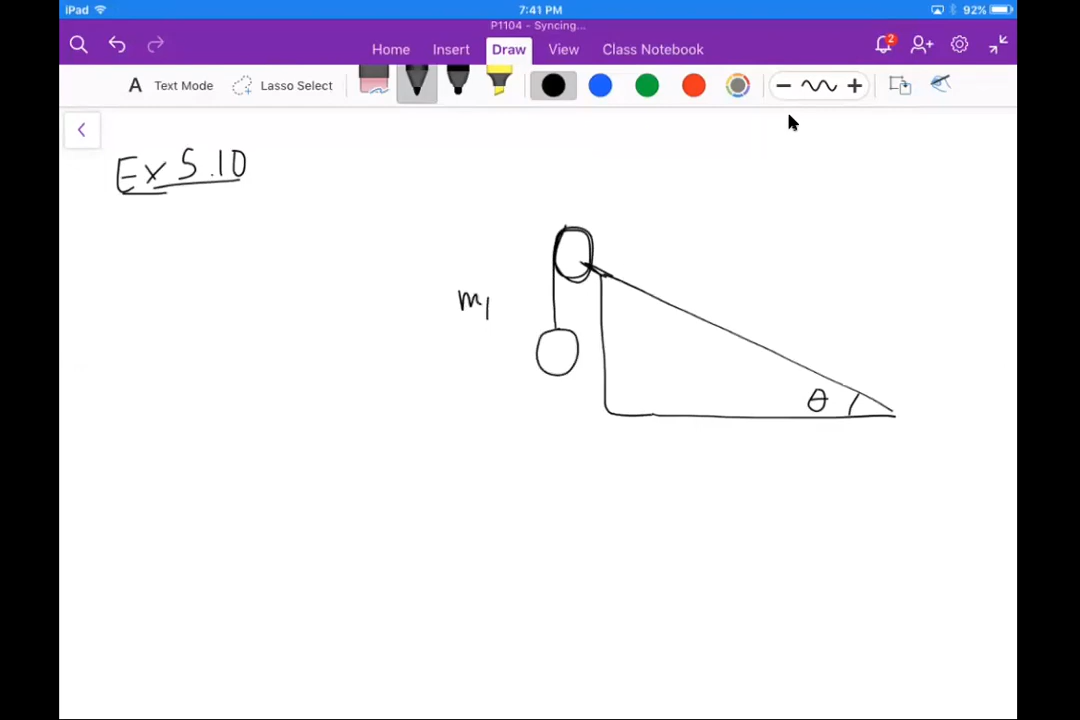 iPad 7:41 PM 92%
P1104 - Syncing...
Home Insert Draw View Class Notebook 2
A Text Mode Lasso Select
Ex 5.10
m1
θ